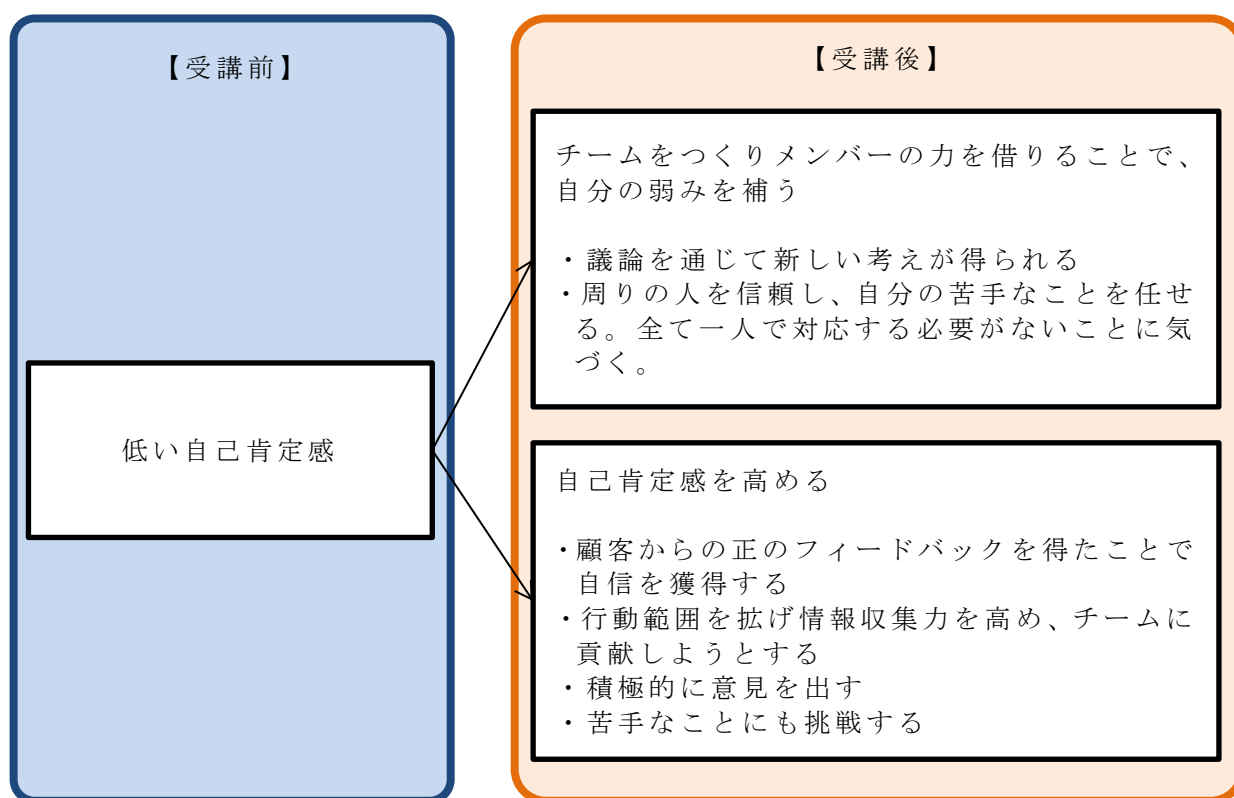 【受講前】
低い自己肯定感
【受講後】
チームをつくりメンバーの力を借りることで、
自分の弱みを補う
・議論を通じて新しい考えが得られる
・周りの人を信頼し、自分の苦手なことを任せ
る。全て一人で対応する必要がないことに気
づく。
自己肯定感を高める
・顧客からの正のフィードバックを得たことで
自信を獲得する
・行動範囲を拡げ情報収集力を高め、チームに
貢献しようとする
・積極的に意見を出す
・苦手なことにも挑戦する